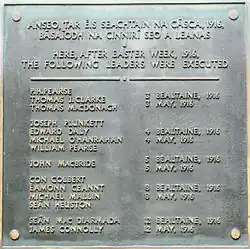 ANSEO, TAR ÉIS SEACHTAIN NA CÁSCA, 1916,
BÁSAÍODH NA CINNIRÍ SEO A LEANAS
HERE, AFTER EASTER WEEK, 1916,
THE FOLLOWING LEADERS WERE EXECUTED
P.H. PEARSE 3 BEALTAINE, 1916
THOMAS J. CLARKE 3 MAY, 1916
THOMAS MACDONAGH
JOSEPH PLUNKETT
EDWARD DALY 4 BEALTAINE, 1916
MICHAEL O'HANRAHAN 4 MAY, 1916
WILLIAM PEARSE
JOHN MACBRIDE 5 BEALTAINE, 1916
5 MAY, 1916
CON COLBERT
EAMONN CEANNT 8 BEALTAINE, 1916
MICHAEL MALLIN 8 MAY, 1916
SEAN HEUSTON
SEAN MAC DIARMADA 12 BEALTAINE, 1916
JAMES CONNOLLY 12 MAY, 1916